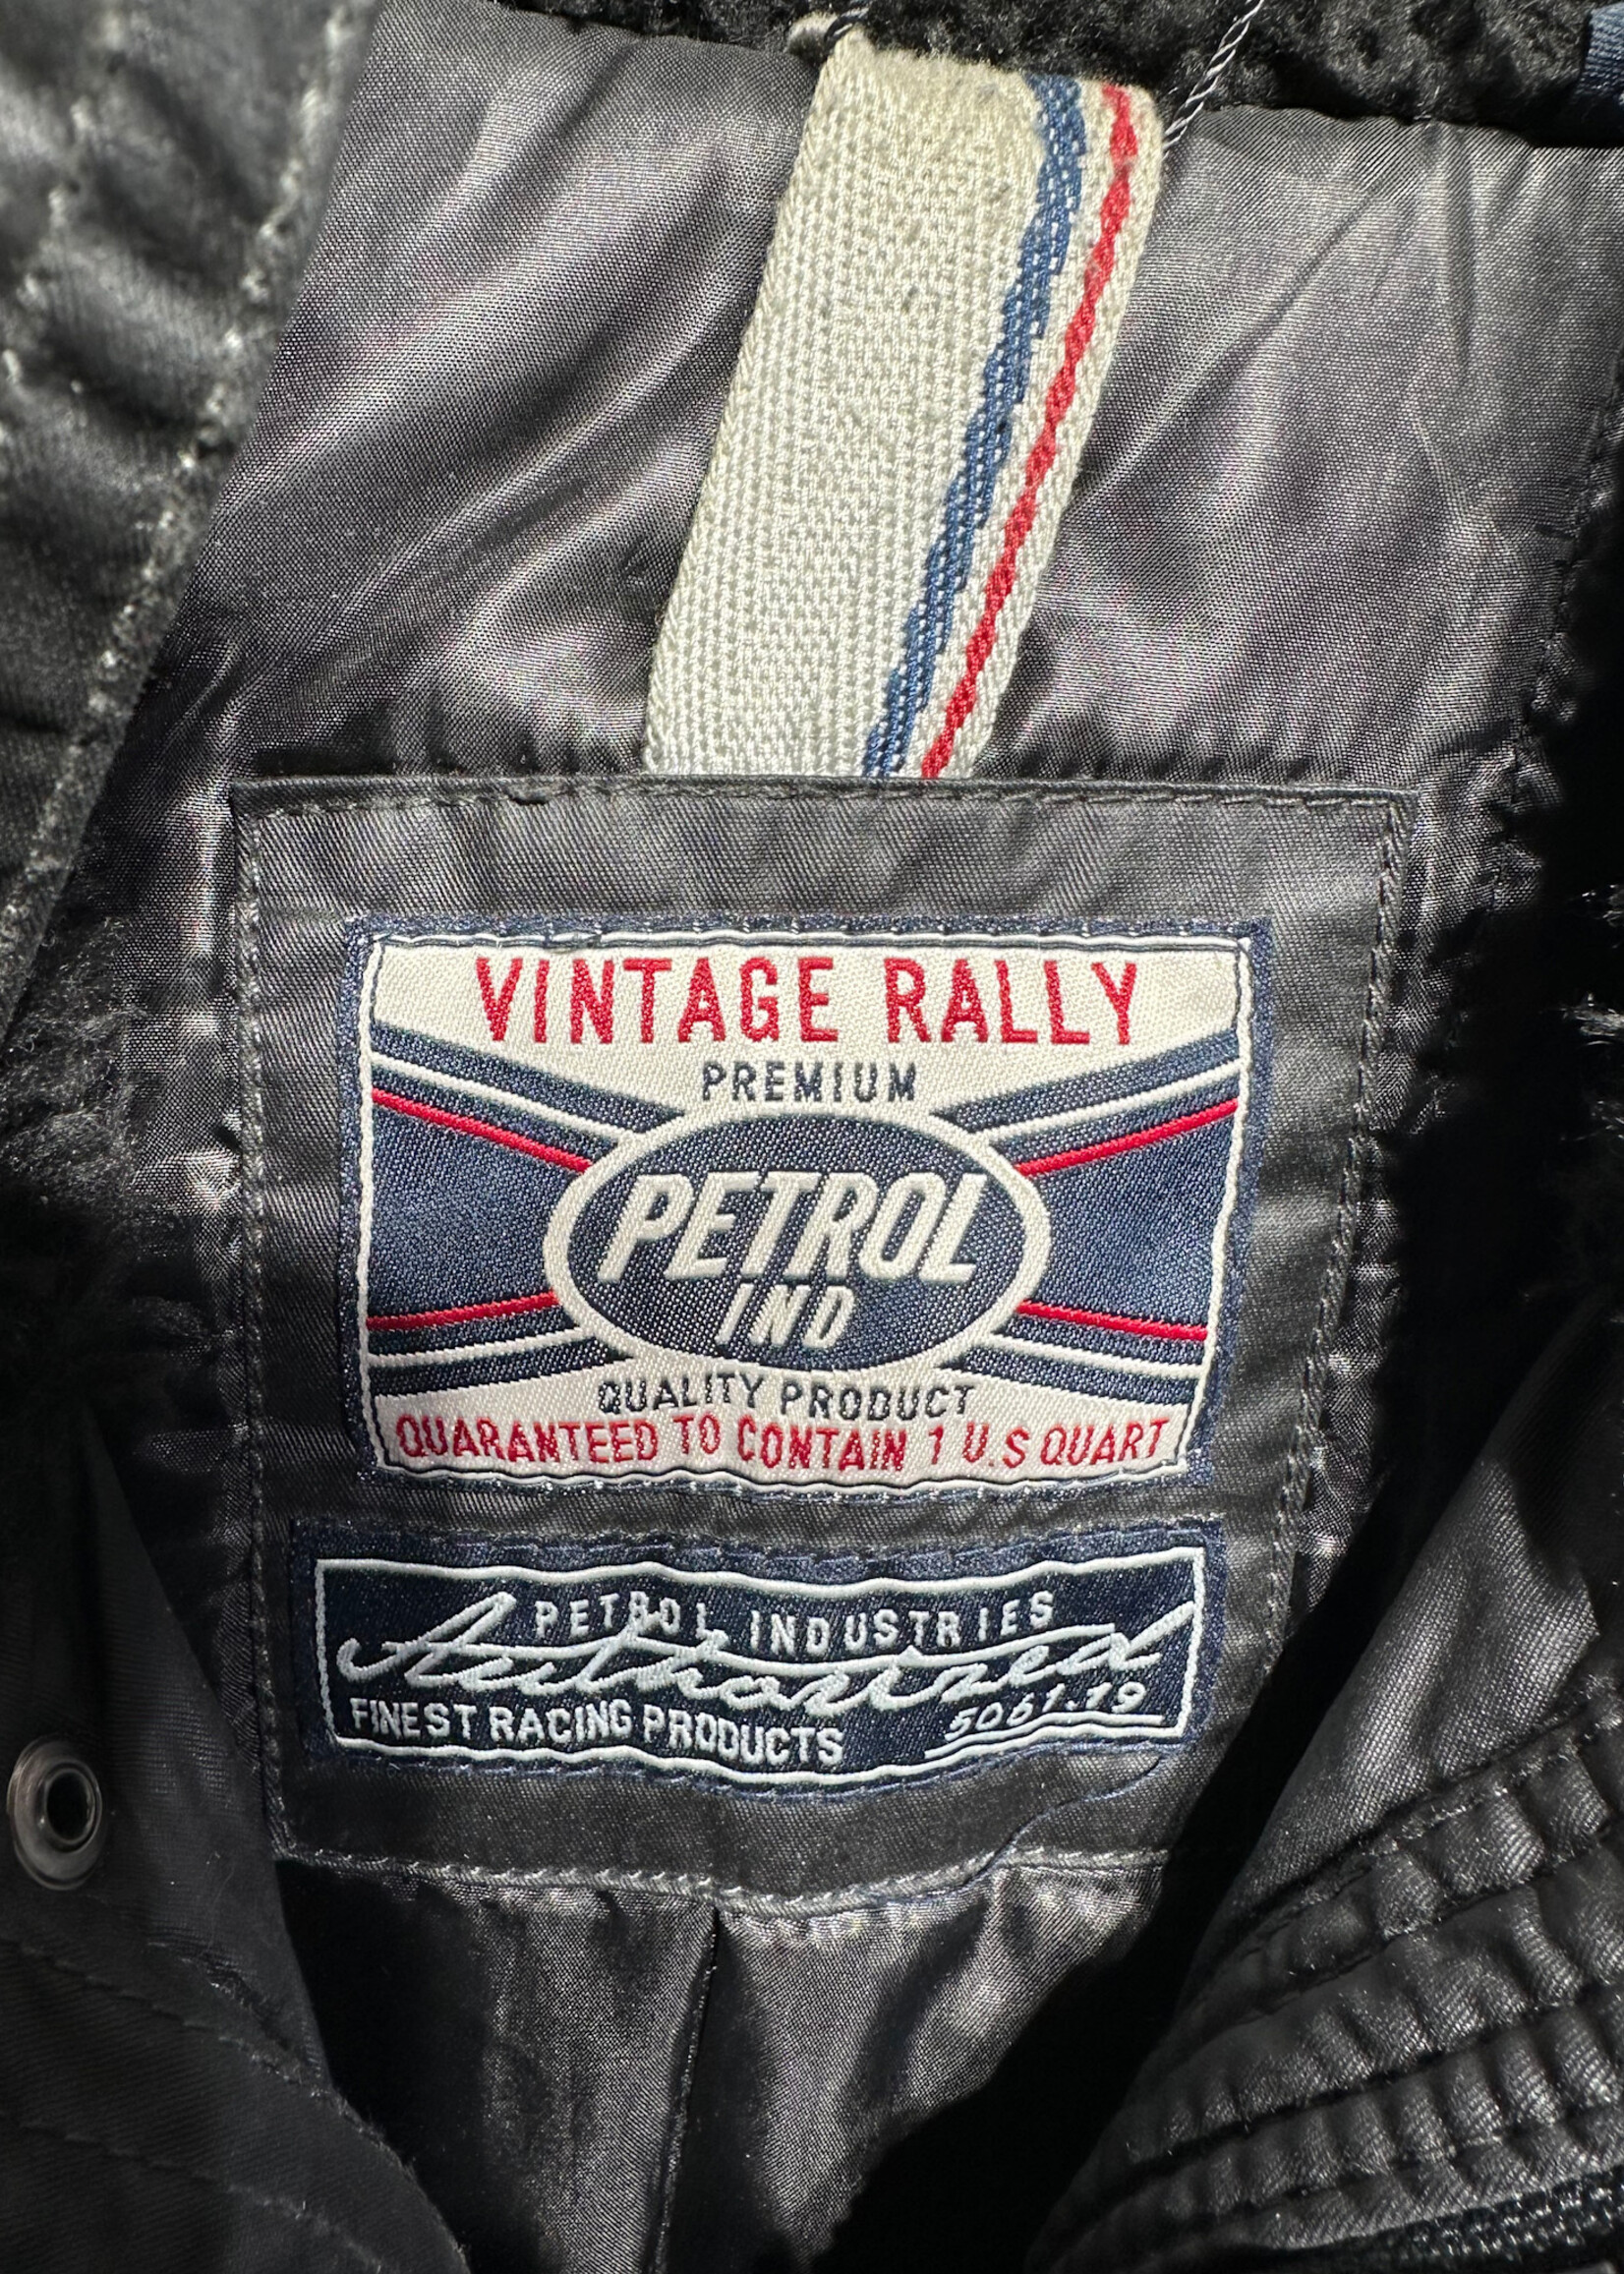 VINTAGE RALLY
PREMIUM
PETROL
IND
QUALITY PRODUCT
QUARANTEED TO CONTAIN 1 U.S QUART
PETROL INDUSTRIES
Authorized
FINEST RACING PRODUCTS
5061.79